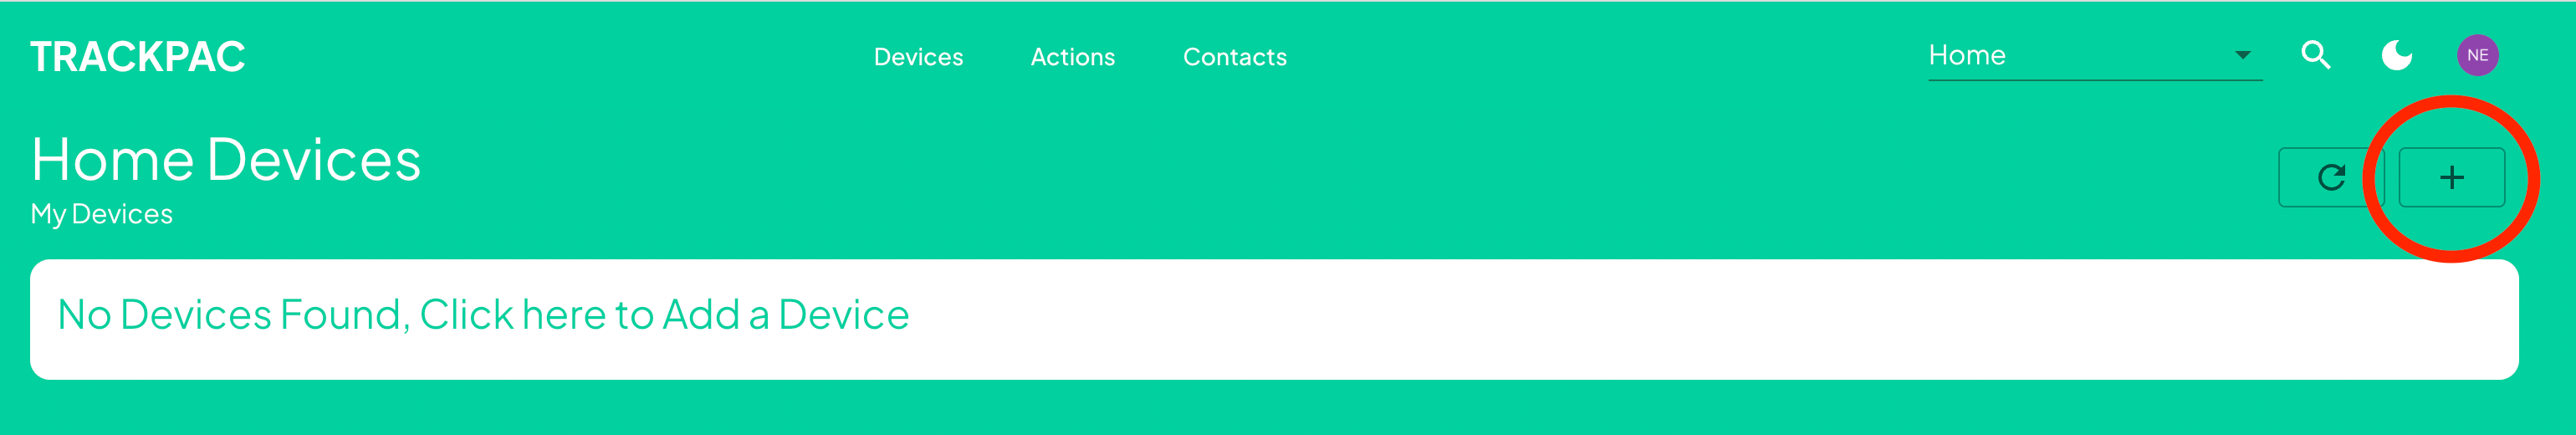 TRACKPAC
Devices
Actions
Contacts
Home
NE
Home Devices
My Devices
No Devices Found, Click here to Add a Device